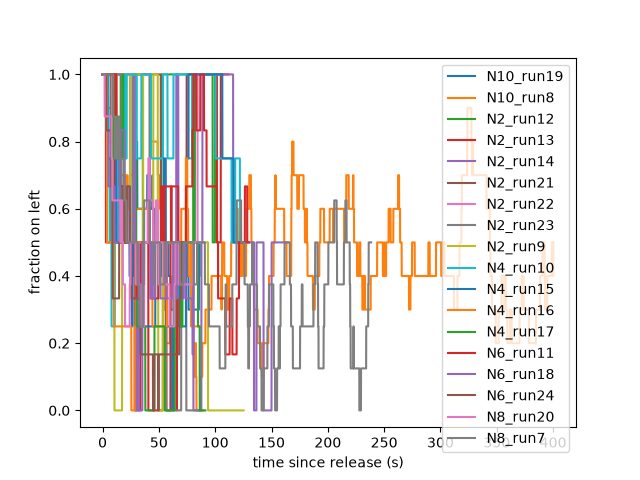 1.0
0.8
0.6
0.4
0.2
0.0
fraction on left
0
50
100
150
200
250
300
350
400
time since release (s)
N10_run19
N10_run8
N2_run12
N2_run13
N2_run14
N2_run21
N2_run22
N2_run23
N2_run9
N4_run10
N4_run15
N4_run16
N4_run17
N6_run11
N6_run18
N6_run24
N8_run20
N8_run7